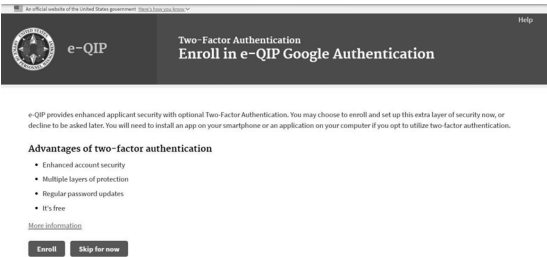 An official website of the United States government Here's how you know
Help
e-QIP
Two-Factor Authentication
Enroll in e-QIP Google Authentication
e-QIP provides enhanced applicant security with optional Two-Factor Authentication. You may choose to enroll and set up this extra layer of security now, or
decline to be asked later. You will need to install an app on your smartphone or an application on your computer if you opt to utilize two-factor authentication.
Advantages of two-factor authentication
• Enhanced account security
• Multiple layers of protection
• Regular password updates
• It's free
More information
Enroll
Skip for now